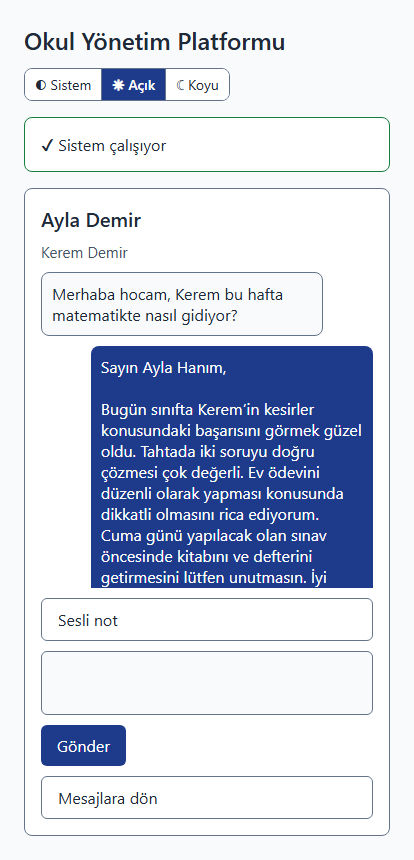 Okul Yönetim Platformu
Sistem
Açık
Koyu
Sistem çalışıyor
Ayla Demir
Kerem Demir
Merhaba hocam, Kerem bu hafta
matematikte nasıl gidiyor?
Sayın Ayla Hanım,
Bugün sınıfta Kerem’in kesirler
konusundaki başarısını görmek güzel
oldu. Tahtada iki soruyu doğru
çözmesi çok değerli. Ev ödevini
düzenli olarak yapması konusunda
dikkatli olmasını rica ediyorum.
Cuma günü yapılacak olan sınav
öncesinde kitabını ve defterini
getirmesini lütfen unutmasın. İyi
Sesli not
Gönder
Mesajlara dön